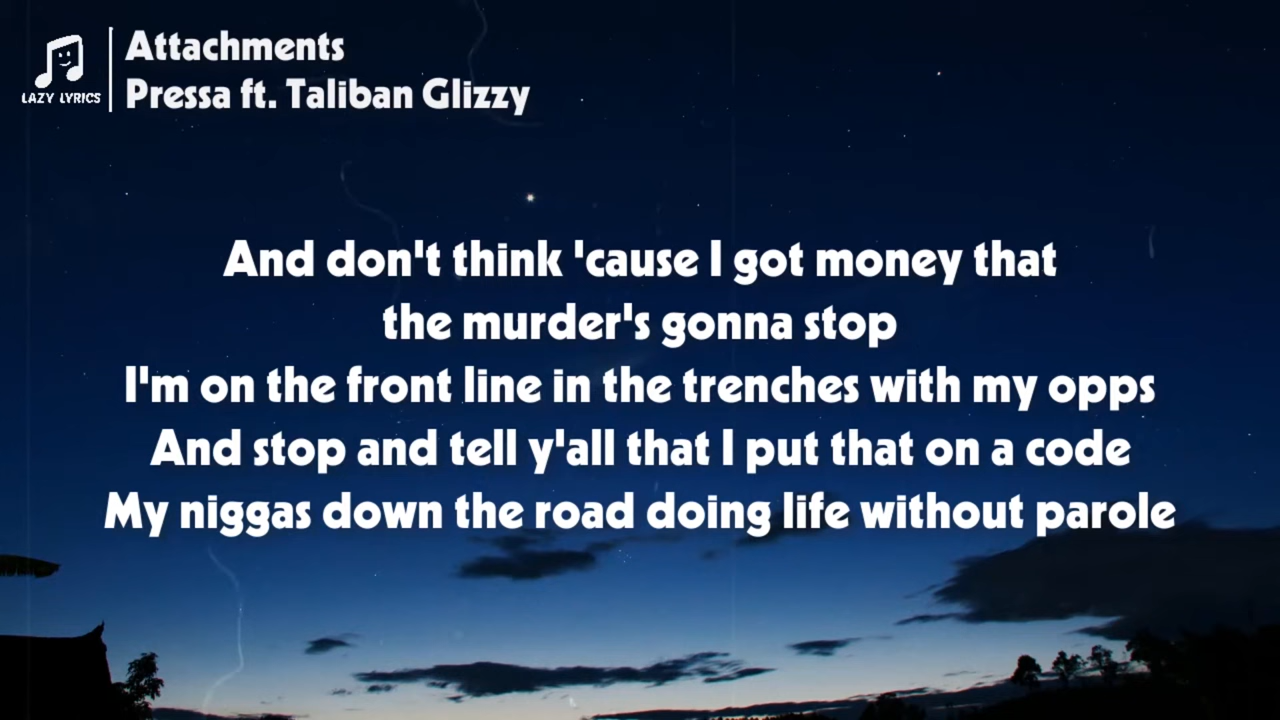 LAZY LYRICS
Attachments
Pressa ft. Taliban Glizzy
And don't think 'cause I got money that
the murder's gonna stop
I'm on the front line in the trenches with my opps
And stop and tell y'all that I put that on a code
My niggas down the road doing life without parole